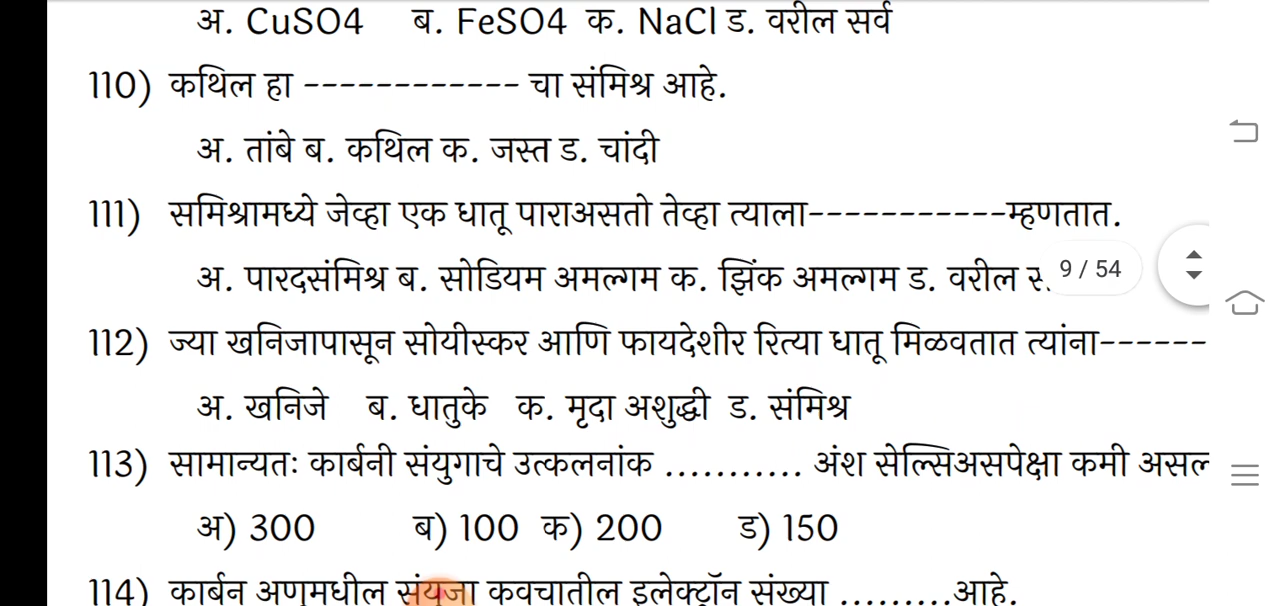 अ. CuSO4 ब. FeSO4 क. NaCl ड. वरील सर्व
110) कथिल हा ------------ चा संमिश्र आहे.
अ. तांबे ब. कथिल क. जस्त ड. चांदी
111) समिश्रामध्ये जेव्हा एक धातू पाराअसतो तेव्हा त्याला-----------म्हणतात.
अ. पारदसंमिश्र ब. सोडियम अमल्गम क. झिंक अमल्गम ड. वरील
9 / 54
112) ज्या खनिजापासून सोयीस्कर आणि फायदेशीर रित्या धातू मिळवतात त्यांना------
अ. खनिजे ब. धातुके क. मृदा अशुद्धी ड. संमिश्र
113) सामान्यतः कार्बनी संयुगाचे उत्कलनांक ........... अंश सेल्सिअसपेक्षा कमी
अ) 300 ब) 100 क) 200 ड) 150
114) कार्बन अणूमधील संयुजा कवचातील इलेक्ट्रॉन संख्या .........आहे.